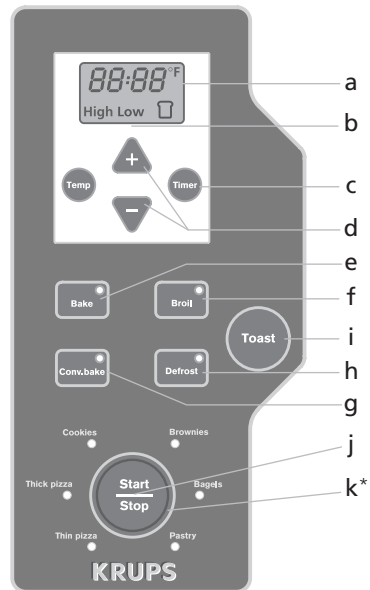 88:88°F
High Low
a
b
+
Temp
Timer
c
−
d
e
Bake
Broil
f
Toast
i
Conv.bake
Defrost
h
g
Cookies
Brownies
j
Thick pizza
Start
Stop
Bagels
k*
Thin pizza
Pastry
KRUPS